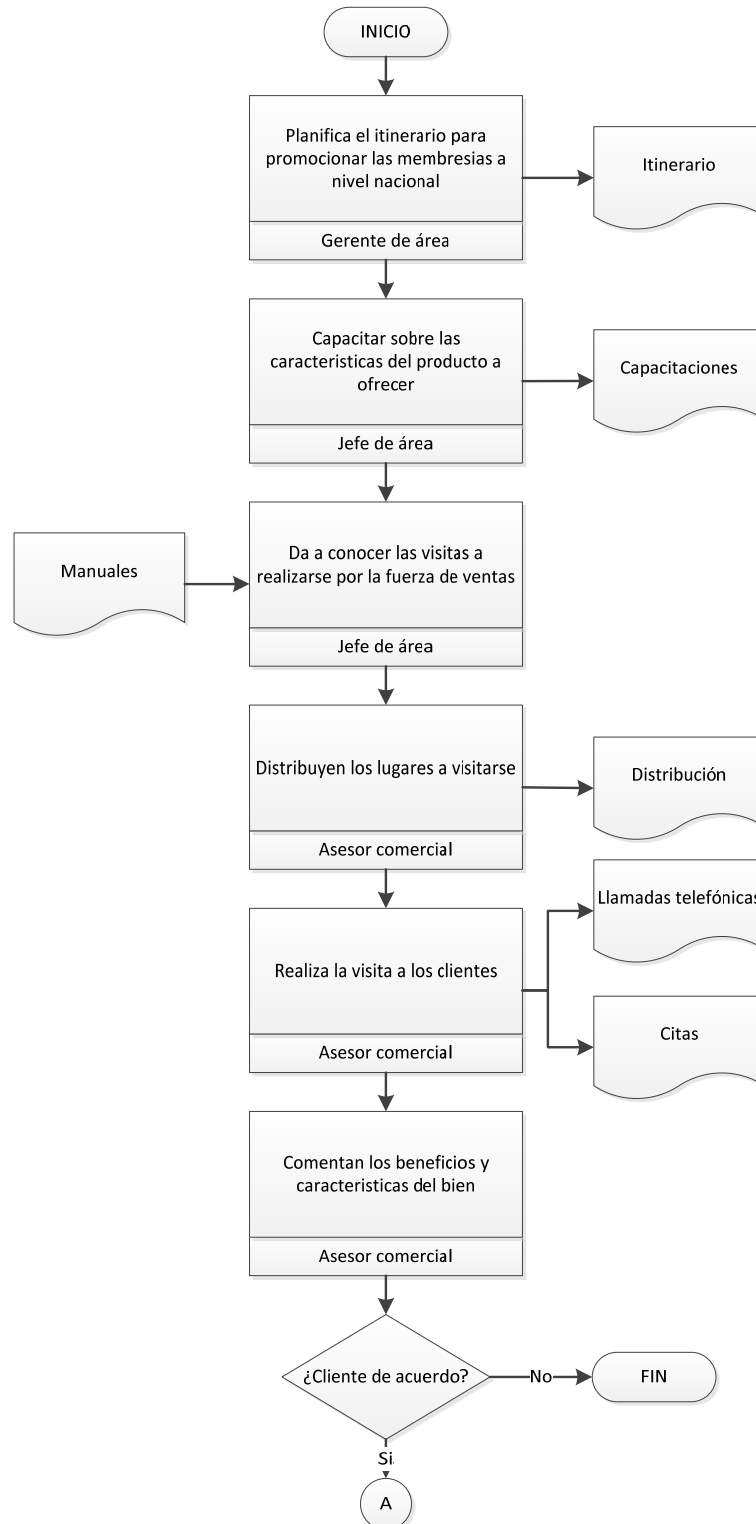 INICIO
Planifica el itinerario para
promocionar las membresias a
nivel nacional
Gerente de área
Itinerario
Capacitar sobre las
caracteristicas del producto a
ofrecer
Jefe de área
Capacitaciones
Manuales
Da a conocer las visitas a
realizarse por la fuerza de ventas
Jefe de área
Distribuyen los lugares a visitarse
Asesor comercial
Distribución
Llamadas telefónicas
Realiza la visita a los clientes
Asesor comercial
Citas
Comentan los beneficios y
caracteristicas del bien
Asesor comercial
¿Cliente de acuerdo?
No
FIN
Si
A